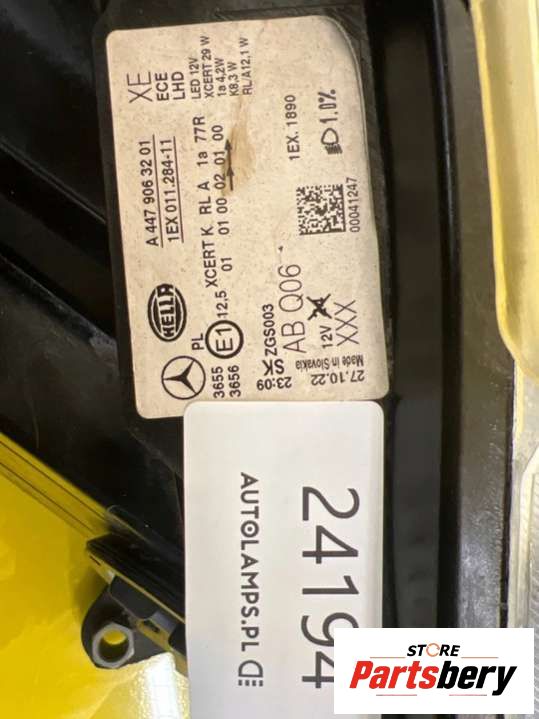 A 447 906 32 01
1EX 011.284-11
XE
ECE
LHD
LED 12V
XCERT 29 W
1a 4,2W
K8,3 W
RL/A12,1 W
HELLA
PL
E1
3655
3656
12,5
XCERT K RL A 1a 77R
01 01 00 02 01 00
1EX. 1890
1.0%
SK ZGS003
AB Q06
12V
XXX
00041247
23:09
27.10.22
Made in Slovakia
24194
AUTOLAMPS.PL
STORE
Partsbery